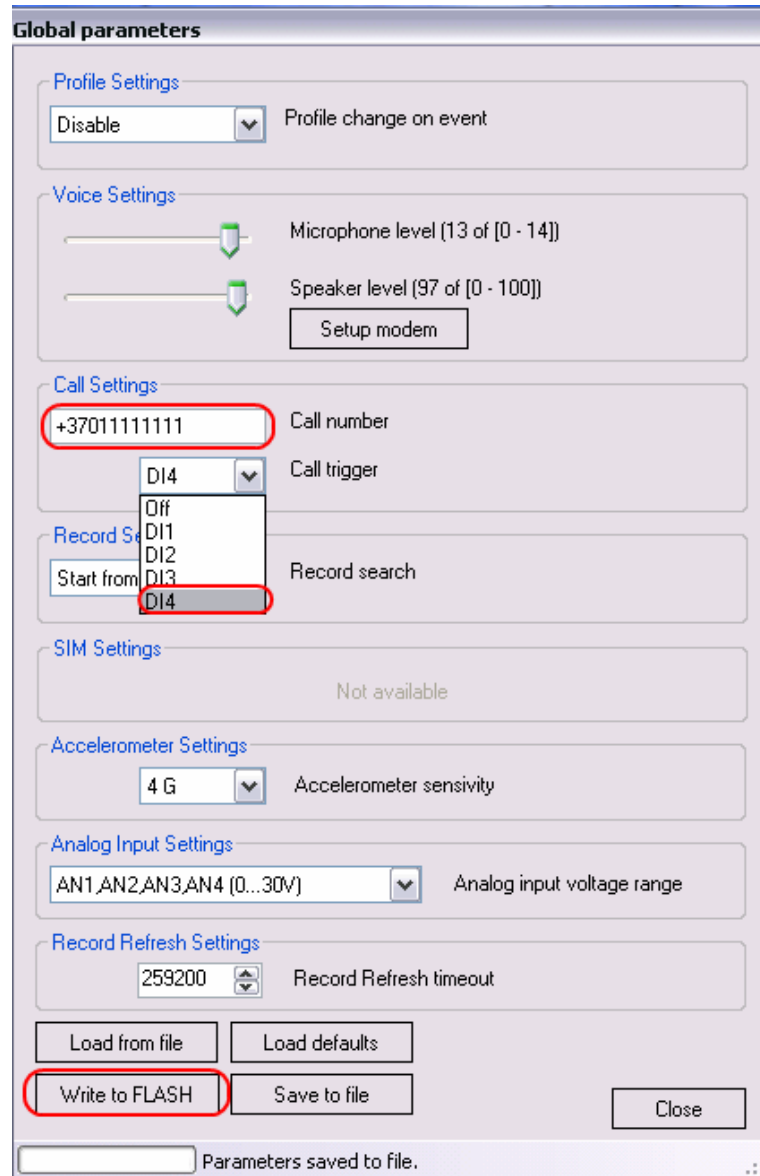 Global parameters
Profile Settings
Disable
Profile change on event
Voice Settings
Microphone level (13 of [0 - 14])
Speaker level (97 of [0 - 100])
Setup modem
Call Settings
+37011111111
Call number
DI4
Call trigger
Off
DI1
DI2
DI3
DI4
Record Se
Start from
Record search
SIM Settings
Not available
Accelerometer Settings
4 G
Accelerometer sensivity
Analog Input Settings
AN1,AN2,AN3,AN4 (0...30V)
Analog input voltage range
Record Refresh Settings
259200
Record Refresh timeout
Load from file
Load defaults
Write to FLASH
Save to file
Close
Parameters saved to file.